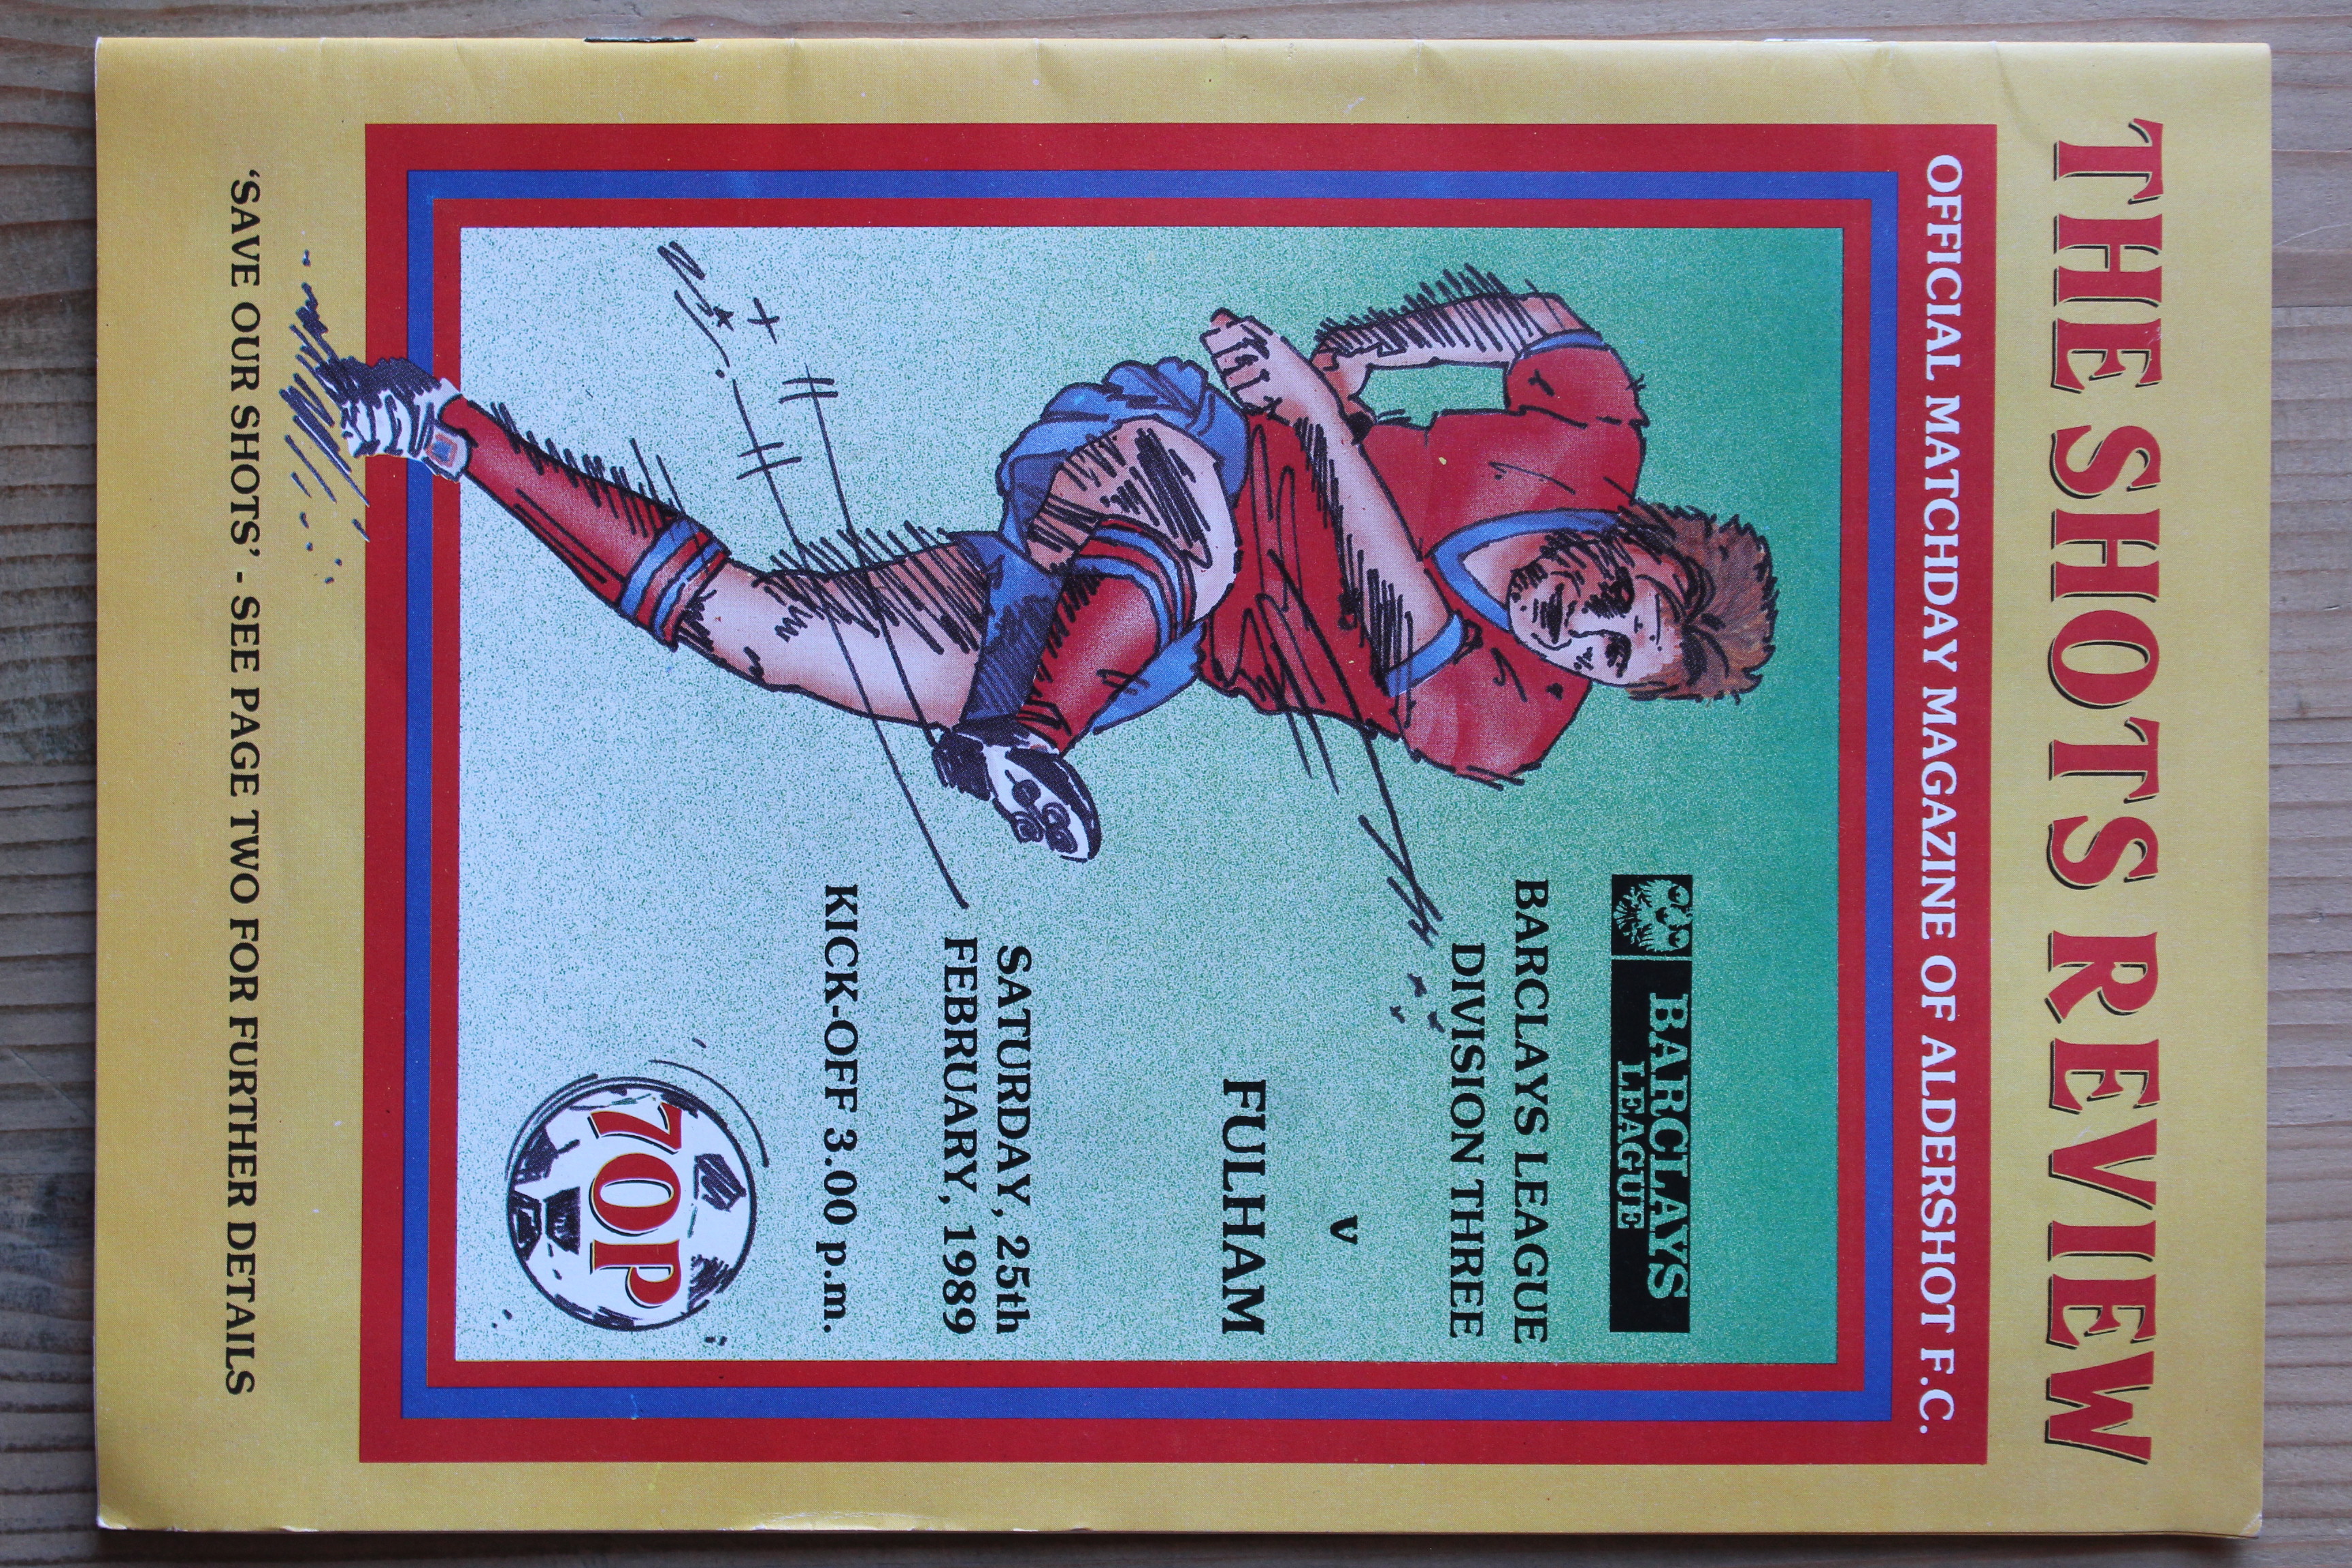 THE SHOTS REVIEW
OFFICIAL MATCHDAY MAGAZINE OF ALDERSHOT F.C.
BARCLAYS
LEAGUE
BARCLAYS LEAGUE
DIVISION THREE
v
FULHAM
SATURDAY, 25th
FEBRUARY, 1989
KICK-OFF 3.00 p.m.
70P
'SAVE OUR SHOTS' - SEE PAGE TWO FOR FURTHER DETAILS